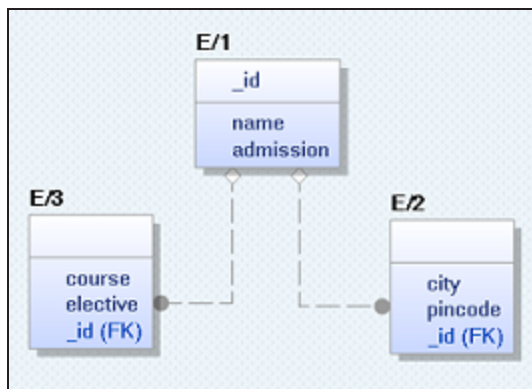 E/1
_id
name
admission
E/3
course
elective
_id (FK)
E/2
city
pincode
_id (FK)